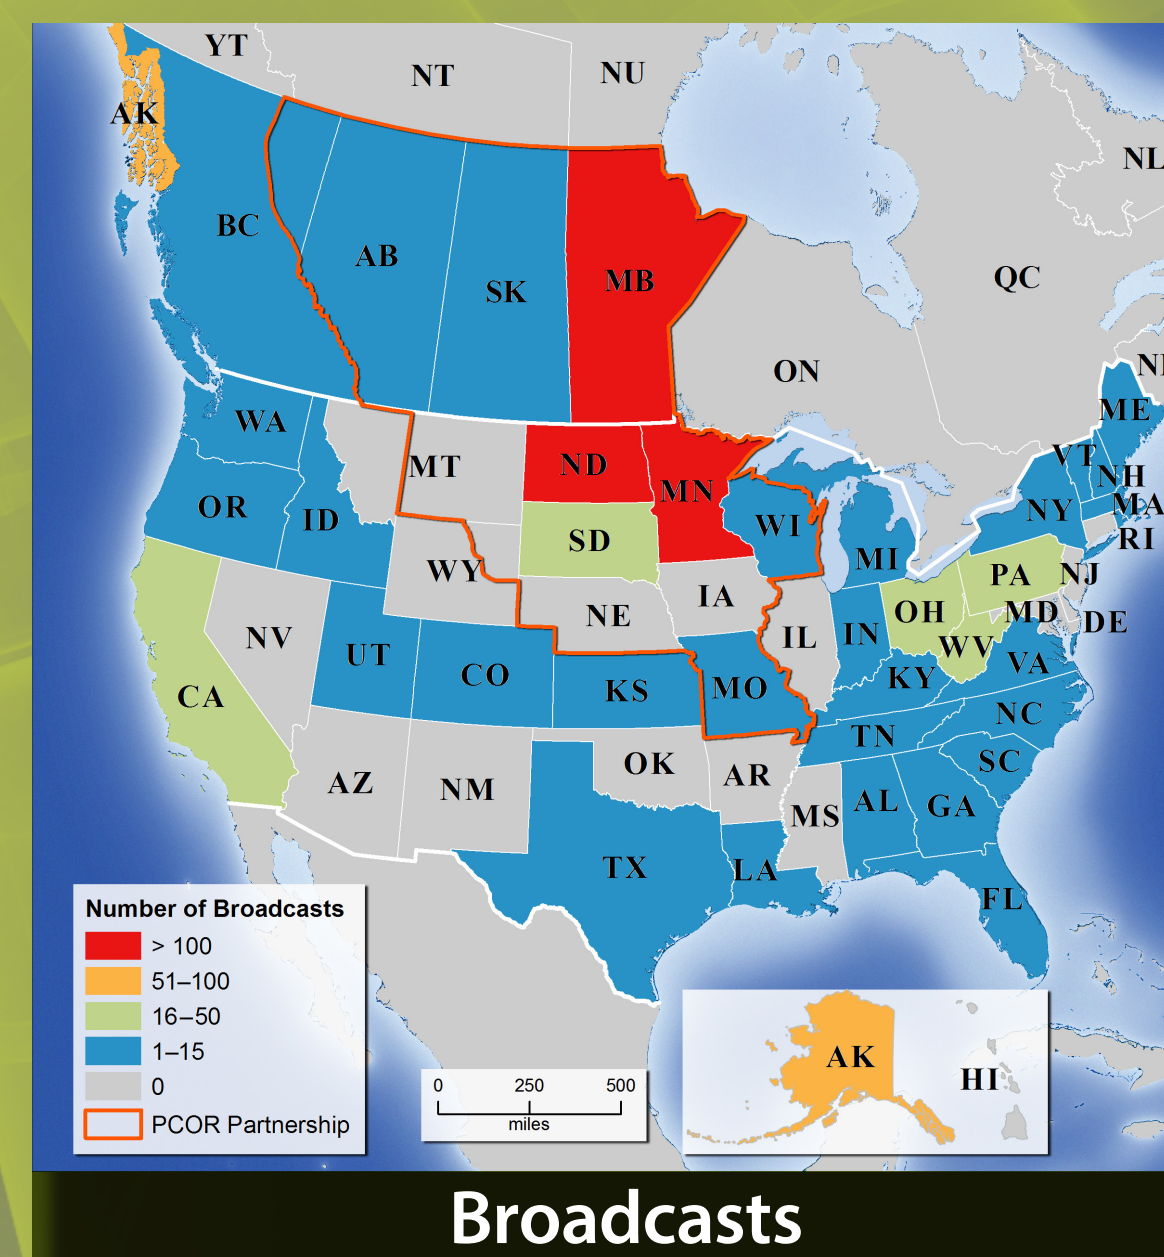 YT
NT
NU
AK
NL
BC
AB
SK
MB
QC
ON
WA
MT
ND
MN
ME
VT
NH
MA
RI
OR
ID
SD
WI
MI
NY
WY
NE
IA
PA
NJ
NV
UT
CO
KS
MO
IL
IN
OH
WV
MD
DE
KY
VA
CA
AZ
NM
OK
AR
TN
NC
SC
MS
AL
GA
TX
LA
FL
Number of Broadcasts
> 100
51–100
16–50
1–15
0
PCOR Partnership
0 250 500
miles
AK
HI
Broadcasts